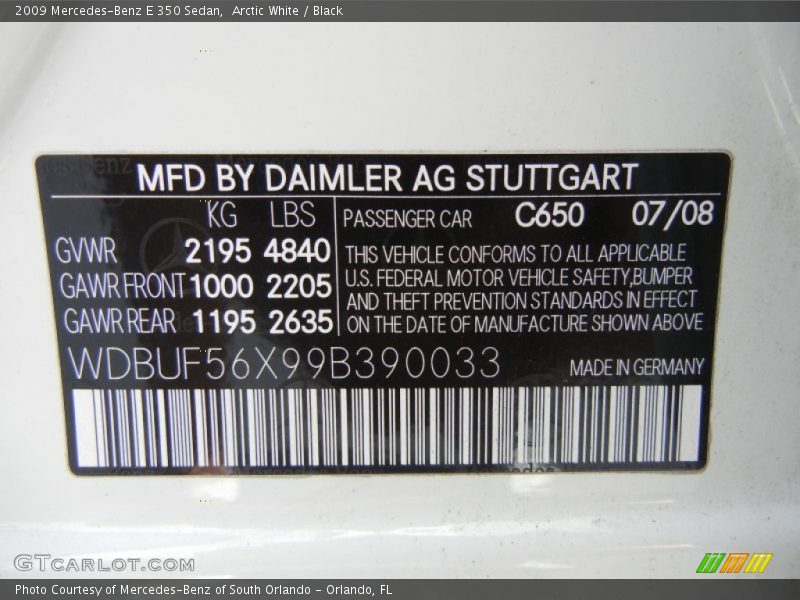 2009 Mercedes-Benz E 350 Sedan, Arctic White / Black
MFD BY DAIMLER AG STUTTGART
KG LBS
GVWR 2195 4840
GAWR FRONT 1000 2205
GAWR REAR 1195 2635
PASSENGER CAR C650 07/08
THIS VEHICLE CONFORMS TO ALL APPLICABLE
U.S. FEDERAL MOTOR VEHICLE SAFETY,BUMPER
AND THEFT PREVENTION STANDARDS IN EFFECT
ON THE DATE OF MANUFACTURE SHOWN ABOVE
WDBUF56X99B390033 MADE IN GERMANY
GTCARLOT.COM
Photo Courtesy of Mercedes-Benz of South Orlando - Orlando, FL